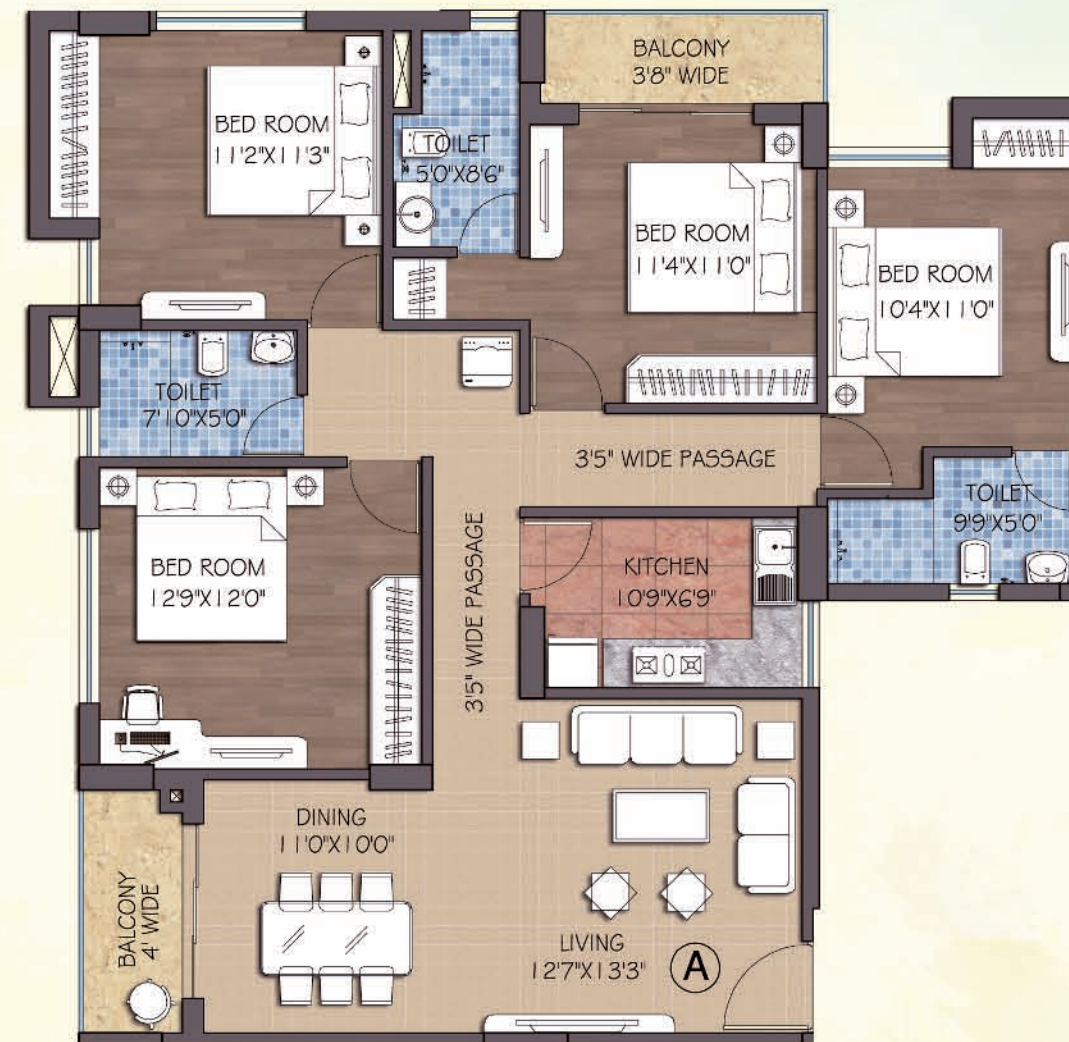 BALCONY
3'8" WIDE
BED ROOM
11'2"X11'3"
TOILET
5'0"X8'6"
BED ROOM
11'4"X11'0"
BED ROOM
10'4"X11'0"
TOILET
7'10"X5'0"
3'5" WIDE PASSAGE
TOILET
9'9"X5'0"
BED ROOM
12'9"X12'0"
3'5" WIDE PASSAGE
KITCHEN
10'9"X6'9"
DINING
11'0"X10'0"
BALCONY
4' WIDE
LIVING
12'7"X13'3"
A